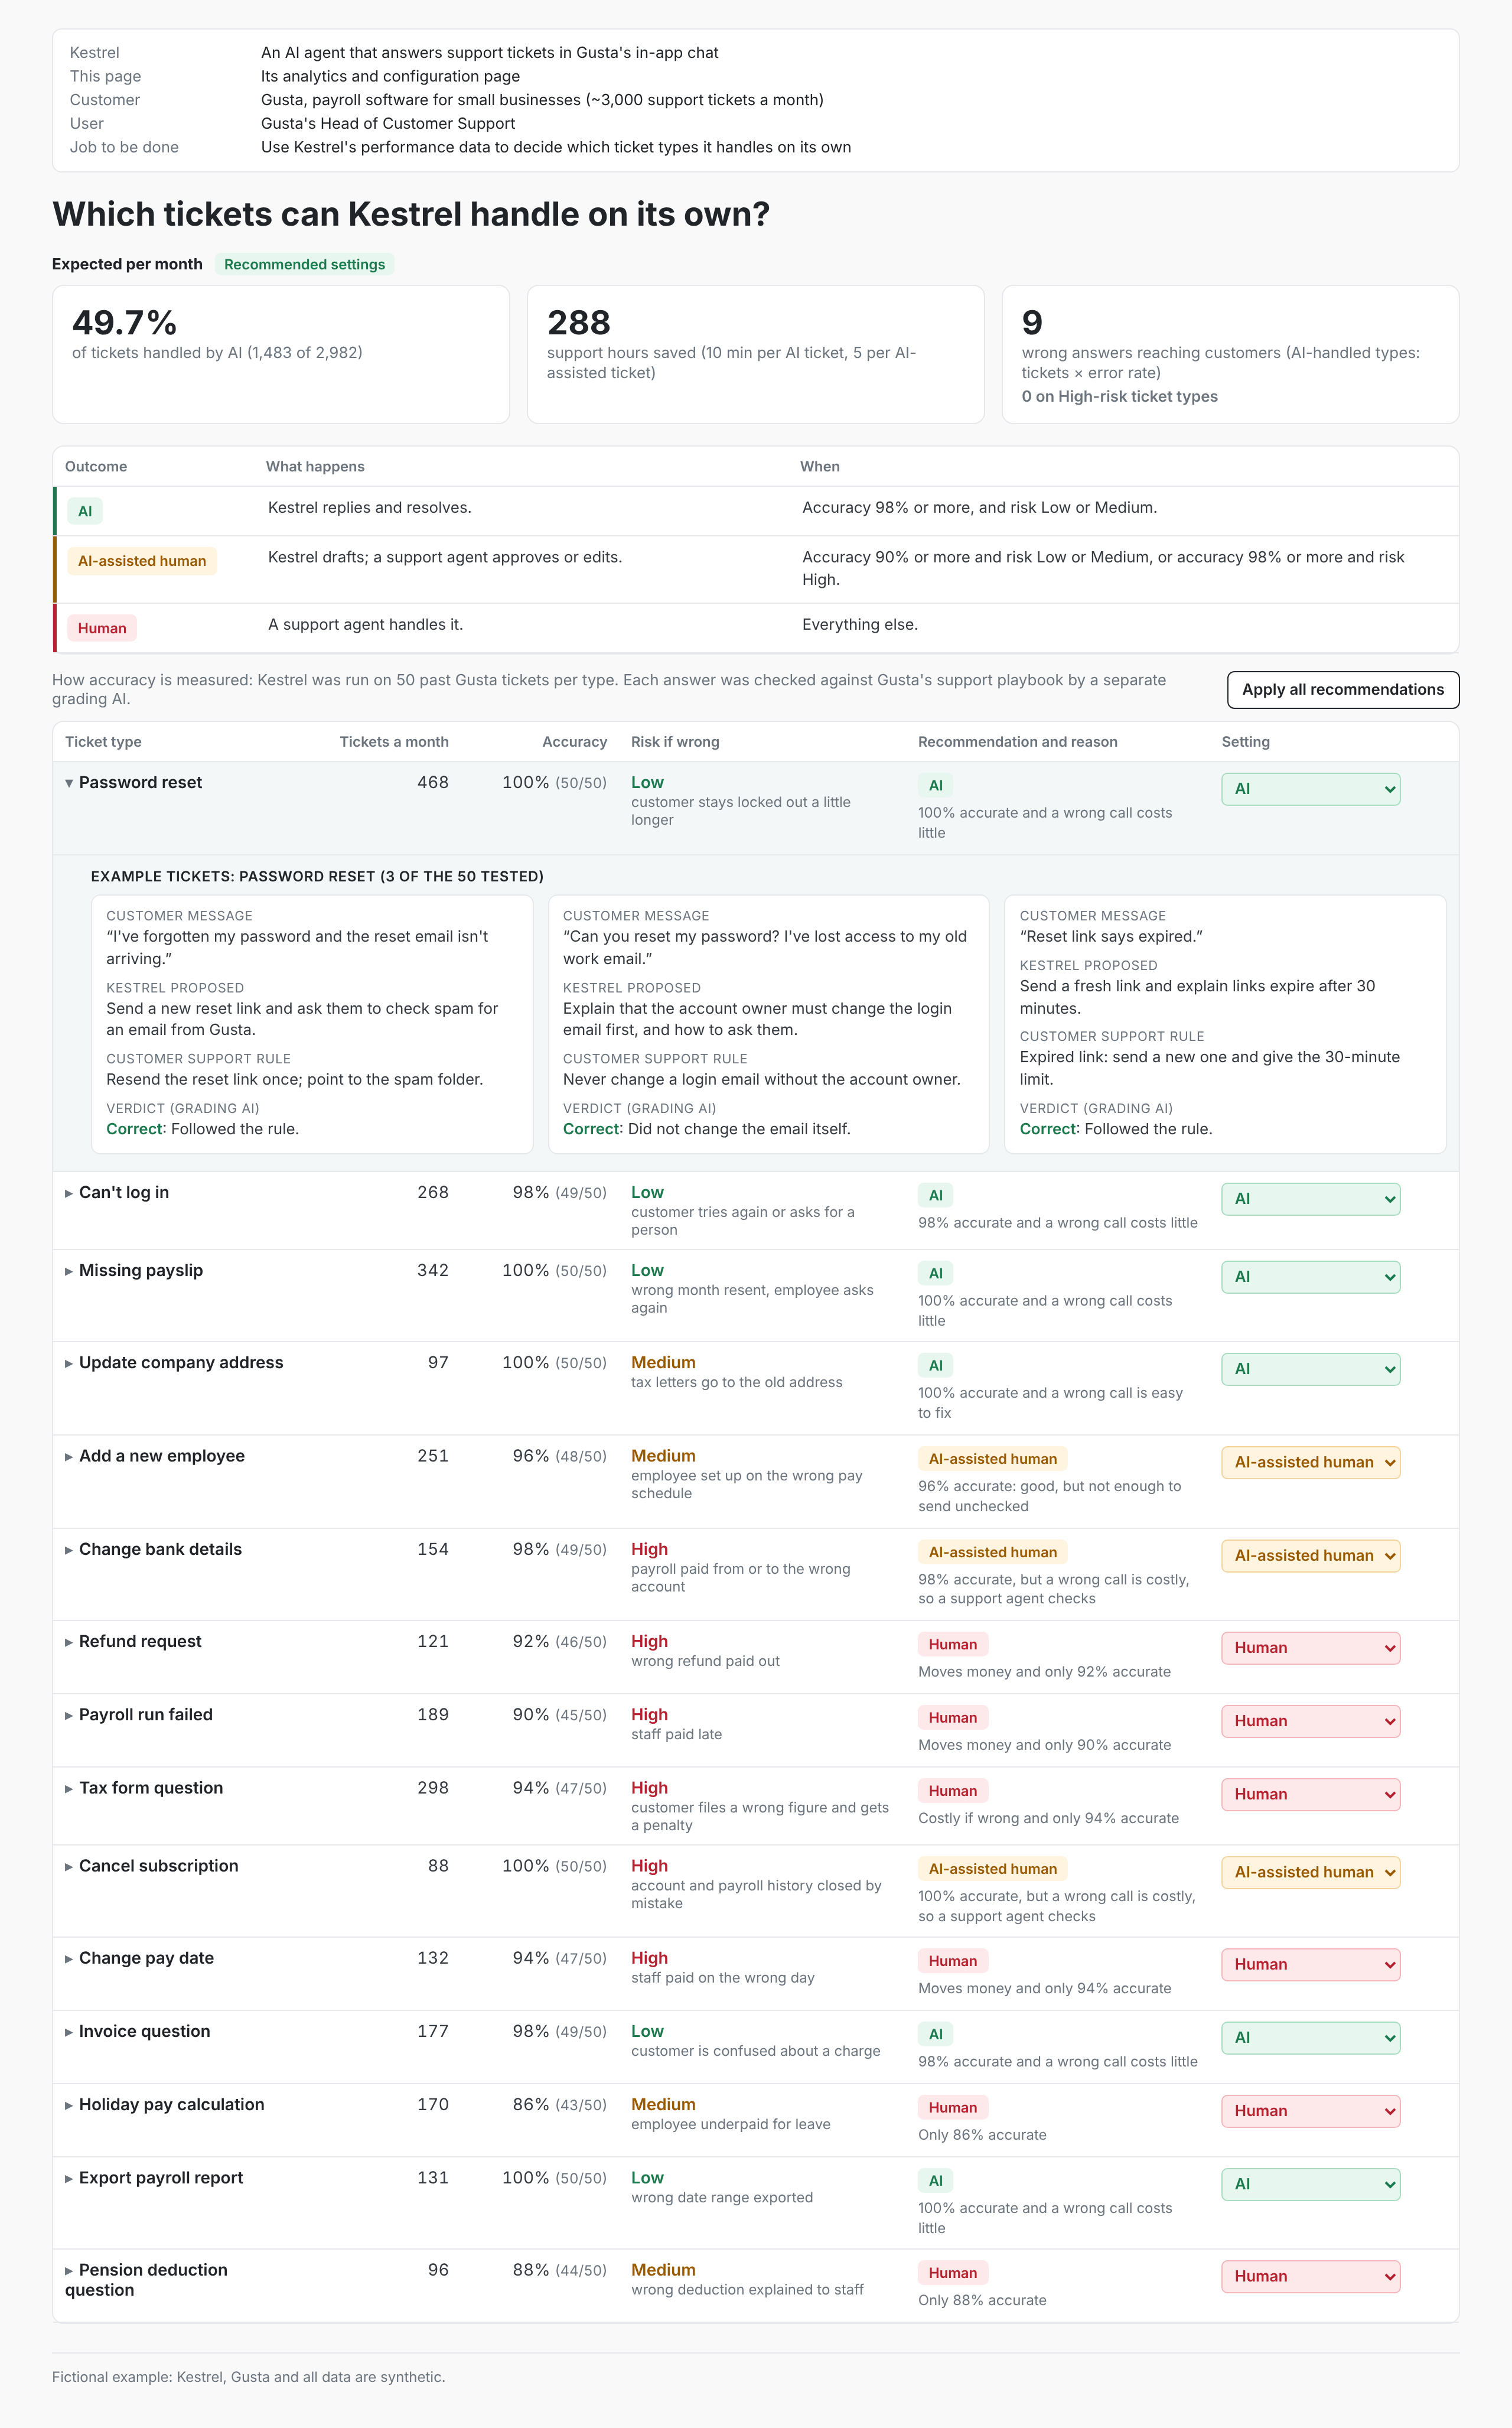 Kestrel An AI agent that answers support tickets in Gusta's in-app chat
This page Its analytics and configuration page
Customer Gusta, payroll software for small businesses (~3,000 support tickets a month)
User Gusta's Head of Customer Support
Job to be done Use Kestrel's performance data to decide which ticket types it handles on its own
Which tickets can Kestrel handle on its own?
Expected per month Recommended settings
49.7%
of tickets handled by AI (1,483 of 2,982)
288
support hours saved (10 min per AI ticket, 5 per AI-
assisted ticket)
9
wrong answers reaching customers (AI-handled types:
tickets × error rate)
0 on High-risk ticket types
Outcome What happens When
AI Kestrel replies and resolves. Accuracy 98% or more, and risk Low or Medium.
AI-assisted human Kestrel drafts; a support agent approves or edits. Accuracy 90% or more and risk Low or Medium, or accuracy 98% or more and risk
High.
Human A support agent handles it. Everything else.
How accuracy is measured: Kestrel was run on 50 past Gusta tickets per type. Each answer was checked against Gusta's support playbook by a separate
grading AI.
Apply all recommendations
Ticket type Tickets a month Accuracy Risk if wrong Recommendation and reason Setting
▾ Password reset 468 100% (50/50) Low AI AI
customer stays locked out a little
longer
100% accurate and a wrong call costs
little
EXAMPLE TICKETS: PASSWORD RESET (3 OF THE 50 TESTED)
CUSTOMER MESSAGE
“I've forgotten my password and the reset email isn't
arriving.”
KESTREL PROPOSED
Send a new reset link and ask them to check spam for
an email from Gusta.
CUSTOMER SUPPORT RULE
Resend the reset link once; point to the spam folder.
VERDICT (GRADING AI)
Correct: Followed the rule.
CUSTOMER MESSAGE
“Can you reset my password? I've lost access to my old
work email.”
KESTREL PROPOSED
Explain that the account owner must change the login
email first, and how to ask them.
CUSTOMER SUPPORT RULE
Never change a login email without the account owner.
VERDICT (GRADING AI)
Correct: Did not change the email itself.
CUSTOMER MESSAGE
“Reset link says expired.”
KESTREL PROPOSED
Send a fresh link and explain links expire after 30
minutes.
CUSTOMER SUPPORT RULE
Expired link: send a new one and give the 30-minute
limit.
VERDICT (GRADING AI)
Correct: Followed the rule.
▸ Can't log in 268 98% (49/50) Low AI AI
customer tries again or asks for a
person
98% accurate and a wrong call costs little
▸ Missing payslip 342 100% (50/50) Low AI AI
wrong month resent, employee asks
again
100% accurate and a wrong call costs
little
▸ Update company address 97 100% (50/50) Medium AI AI
tax letters go to the old address
100% accurate and a wrong call is easy
to fix
▸ Add a new employee 251 96% (48/50) Medium AI-assisted human AI-assisted human
employee set up on the wrong pay
schedule
96% accurate: good, but not enough to
send unchecked
▸ Change bank details 154 98% (49/50) High AI-assisted human AI-assisted human
payroll paid from or to the wrong
account
98% accurate, but a wrong call is costly,
so a support agent checks
▸ Refund request 121 92% (46/50) High Human Human
wrong refund paid out
Moves money and only 92% accurate
▸ Payroll run failed 189 90% (45/50) High Human Human
staff paid late
Moves money and only 90% accurate
▸ Tax form question 298 94% (47/50) High Human Human
customer files a wrong figure and gets
a penalty
Costly if wrong and only 94% accurate
▸ Cancel subscription 88 100% (50/50) High AI-assisted human AI-assisted human
account and payroll history closed by
mistake
100% accurate, but a wrong call is costly,
so a support agent checks
▸ Change pay date 132 94% (47/50) High Human Human
staff paid on the wrong day
Moves money and only 94% accurate
▸ Invoice question 177 98% (49/50) Low AI AI
customer is confused about a charge
98% accurate and a wrong call costs little
▸ Holiday pay calculation 170 86% (43/50) Medium Human Human
employee underpaid for leave
Only 86% accurate
▸ Export payroll report 131 100% (50/50) Low AI AI
wrong date range exported
100% accurate and a wrong call costs
little
▸ Pension deduction
question
96 88% (44/50) Medium Human Human
wrong deduction explained to staff
Only 88% accurate
Fictional example: Kestrel, Gusta and all data are synthetic.